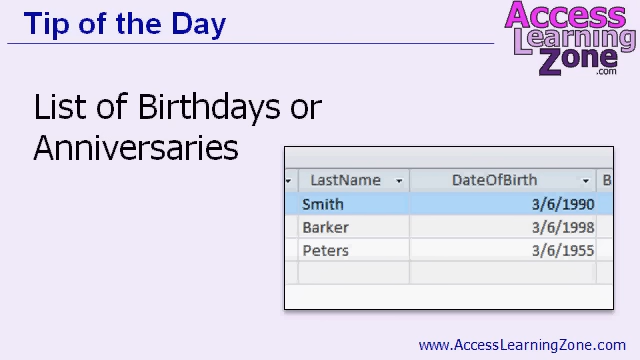 Tip of the Day
Access
Learning
Zone
.com
List of Birthdays or
Anniversaries
LastName DateOfBirth B
Smith 3/6/1990
Barker 3/6/1998
Peters 3/6/1955
www.AccessLearningZone.com